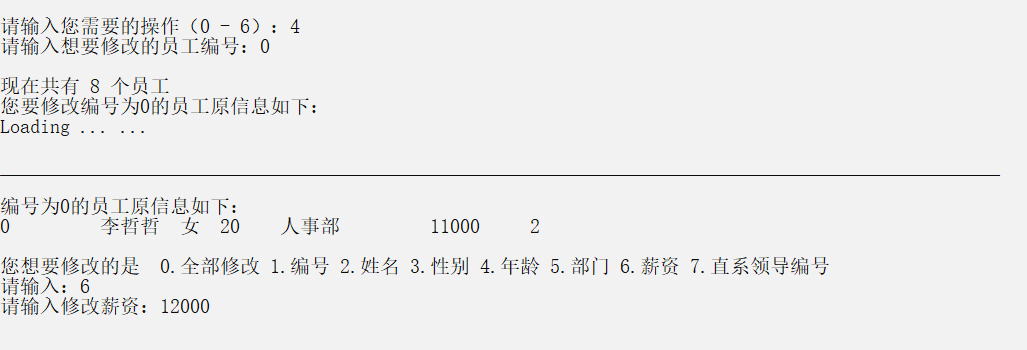 请输入您需要的操作（0 - 6）：4
请输入想要修改的员工编号：0
现在共有 8 个员工
您要修改编号为0的员工原信息如下：
Loading ... ...
编号为0的员工原信息如下：
0 李哲哲 女 20 人事部 11000 2
您想要修改的是 0.全部修改 1.编号 2.姓名 3.性别 4.年龄 5.部门 6.薪资 7.直系领导编号
请输入：6
请输入修改薪资：12000